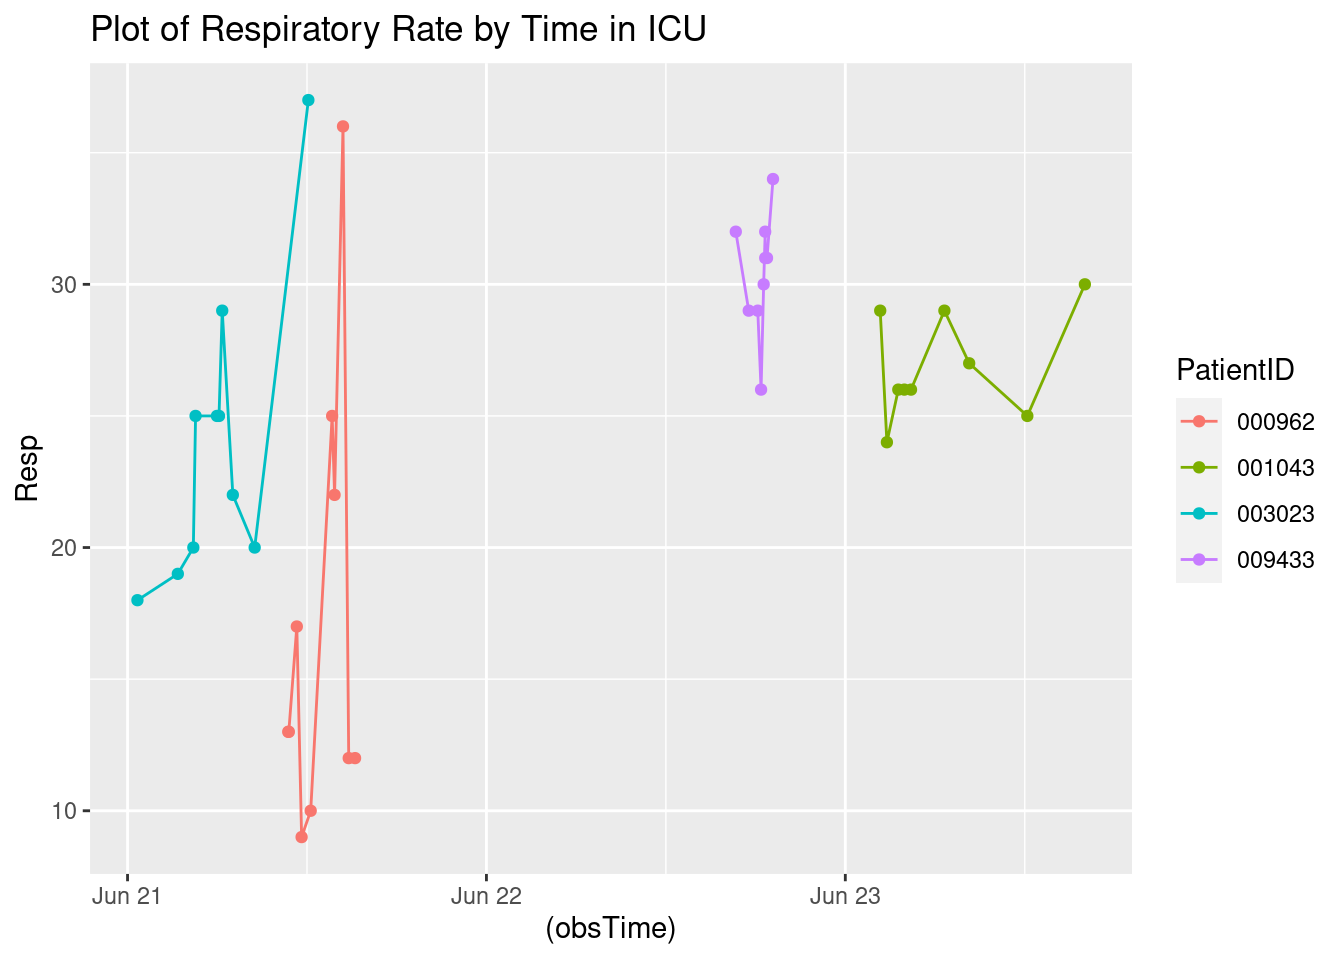 Plot of Respiratory Rate by Time in ICU
Resp
30
20
10
Jun 21
Jun 22
Jun 23
(obsTime)
PatientID
000962
001043
003023
009433